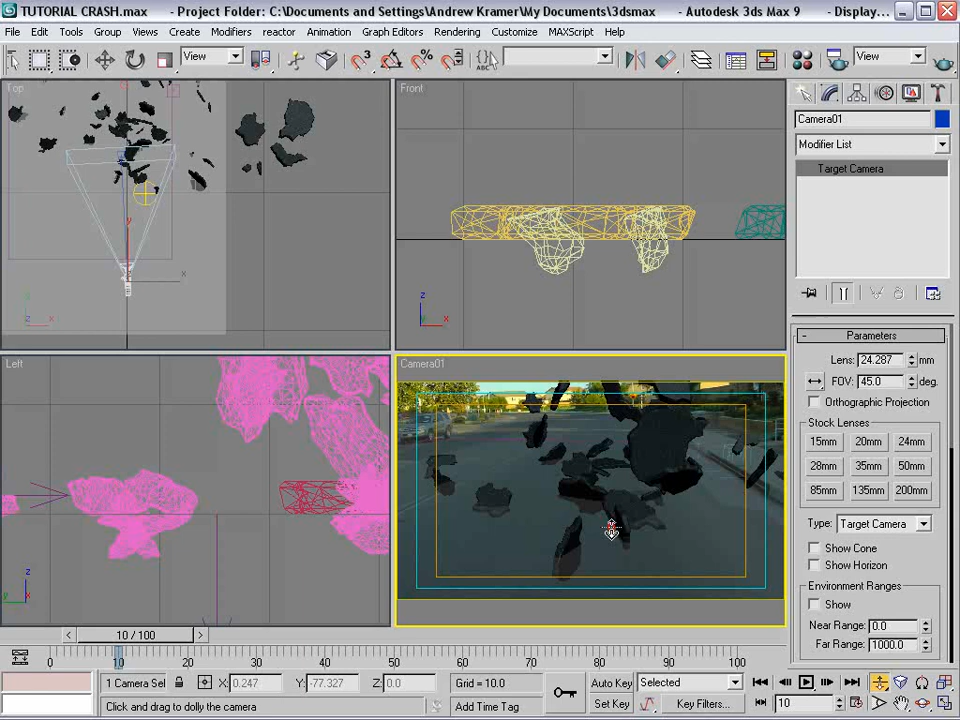 TUTORIAL CRASH.max - Project Folder: C:\Documents and Settings\Andrew Kramer\My Documents\3dsmax - Autodesk 3ds Max 9 - Display...
File Edit Tools Group Views Create Modifiers reactor Animation Graph Editors Rendering Customize MAXScript Help
View View
Top Front
Camera01
Modifier List
Target Camera
Left Camera01
Parameters
Lens: 24.287 mm
FOV: 45.0 deg.
Orthographic Projection
Stock Lenses
15mm 20mm 24mm
28mm 35mm 50mm
85mm 135mm 200mm
Type: Target Camera
Show Cone
Show Horizon
Environment Ranges
Show
Near Range: 0.0
Far Range: 1000.0
10 / 100
0 10 20 30 40 50 60 70 80 90 100
1 Camera Sel X: 0.247 Y: -77.327 Z: 0.0 Grid = 10.0 Auto Key Selected
Click and drag to dolly the camera Add Time Tag Set Key Key Filters... 10